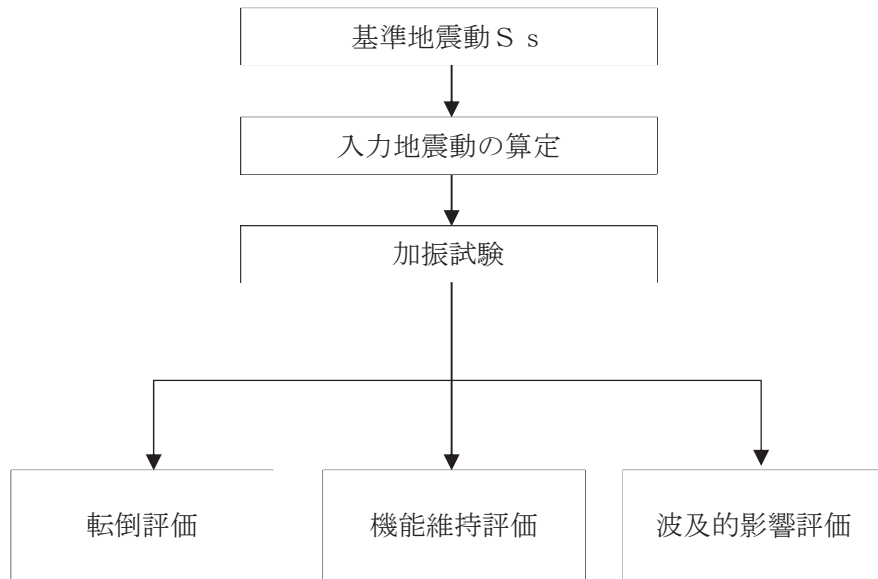 基準地震動Ｓｓ
入力地震動の算定
加振試験
転倒評価
機能維持評価
波及的影響評価